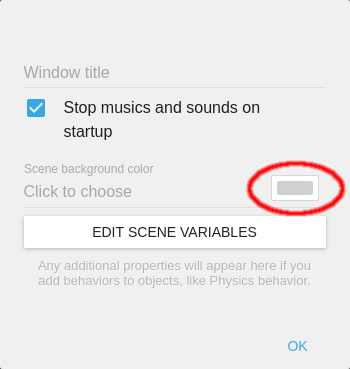 Window title
Stop musics and sounds on
startup
Scene background color
Click to choose
EDIT SCENE VARIABLES
Any additional properties will appear here if you
add behaviors to objects, like Physics behavior.
OK